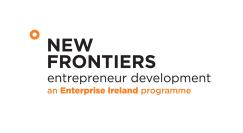 NEW
FRONTIERS
entrepreneur development
an Enterprise Ireland programme